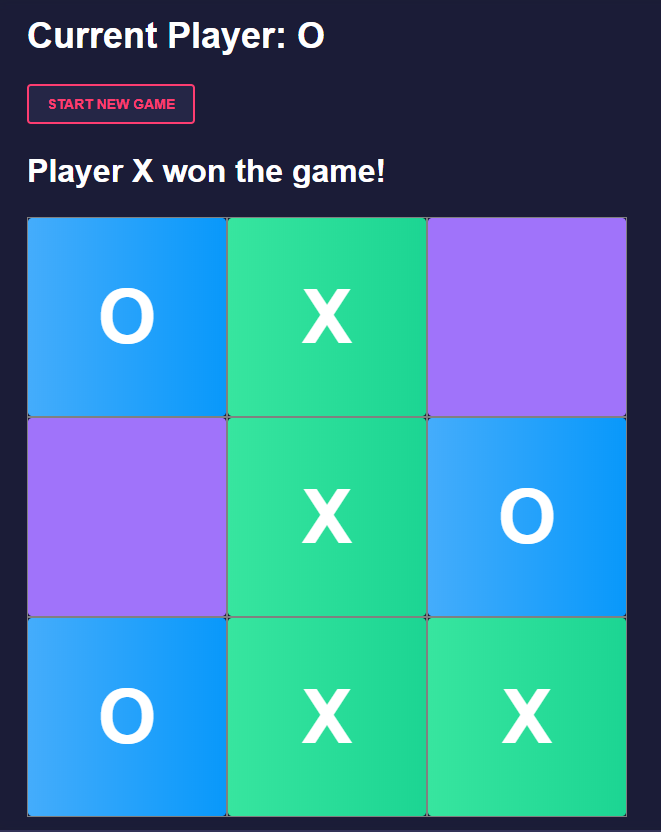 Current Player: O
START NEW GAME
Player X won the game!
O X
X O
O X X